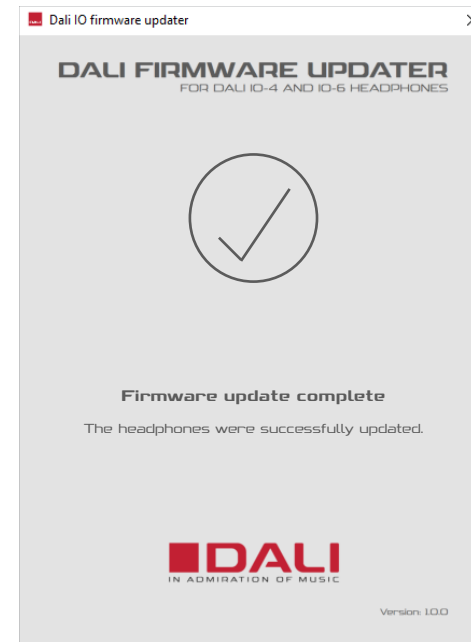 Dali IO firmware updater
DALI FIRMWARE UPDATER
FOR DALI IO-4 AND IO-6 HEADPHONES
Firmware update complete
The headphones were successfully updated.
DALI
IN ADMIRATION OF MUSIC
Version: 1.0.0